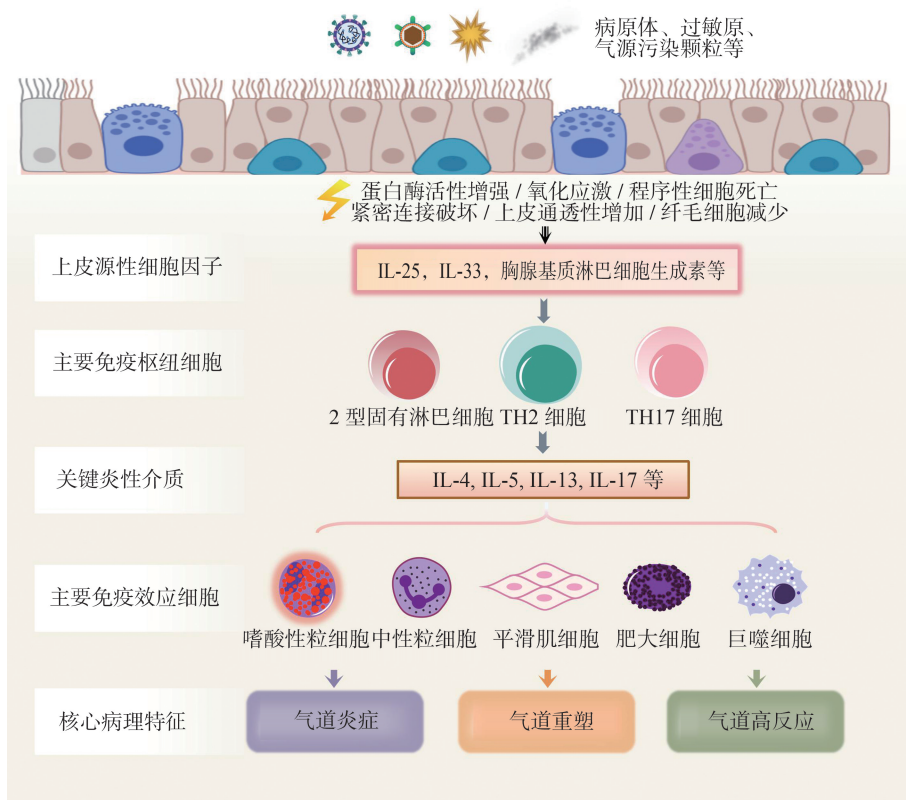 病原体、过敏原、
气源污染颗粒等
蛋白酶活性增强 / 氧化应激 / 程序性细胞死亡
紧密连接破坏 / 上皮通透性增加 / 纤毛细胞减少
上皮源性细胞因子
IL-25，IL-33，胸腺基质淋巴细胞生成素等
主要免疫枢纽细胞
2 型固有淋巴细胞 TH2 细胞 TH17 细胞
关键炎性介质
IL-4, IL-5, IL-13, IL-17 等
主要免疫效应细胞
嗜酸性粒细胞 中性粒细胞 平滑肌细胞 肥大细胞 巨噬细胞
核心病理特征
气道炎症 气道重塑 气道高反应